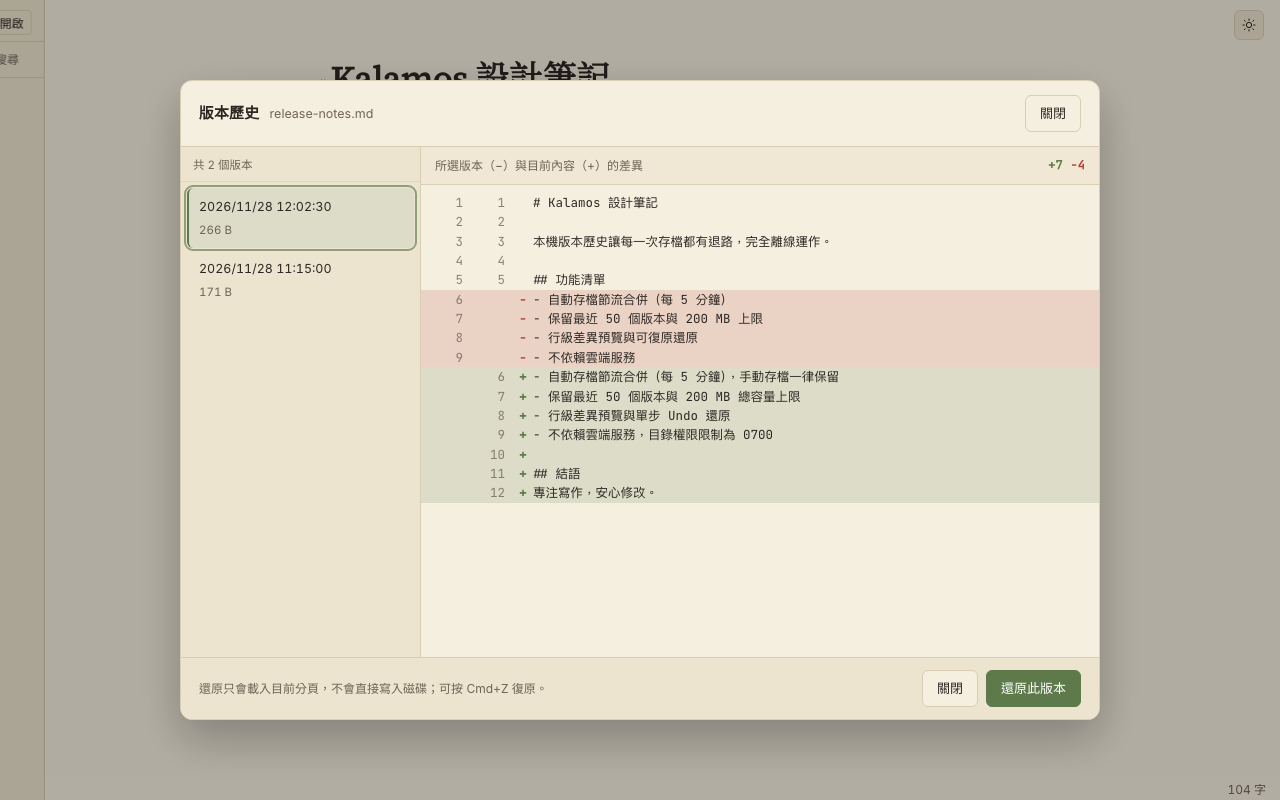 開啟
搜尋
Kalamos 設計筆記
版本歷史 release-notes.md
關閉
共 2 個版本
2026/11/28 12:02:30
266 B
2026/11/28 11:15:00
171 B
所選版本（−）與目前內容（+）的差異 +7 -4
1 1 # Kalamos 設計筆記
2 2
3 3 本機版本歷史讓每一次存檔都有退路，完全離線運作。
4 4
5 5 ## 功能清單
6 - - 自動存檔節流合併（每 5 分鐘）
7 - - 保留最近 50 個版本與 200 MB 上限
8 - - 行級差異預覽與可復原還原
9 - - 不依賴雲端服務
6 + - 自動存檔節流合併（每 5 分鐘），手動存檔一律保留
7 + - 保留最近 50 個版本與 200 MB 總容量上限
8 + - 行級差異預覽與單步 Undo 還原
9 + - 不依賴雲端服務，目錄權限限制為 0700
10 +
11 + ## 結語
12 + 專注寫作，安心修改。
還原只會載入目前分頁，不會直接寫入磁碟；可按 Cmd+Z 復原。
關閉
還原此版本
104 字